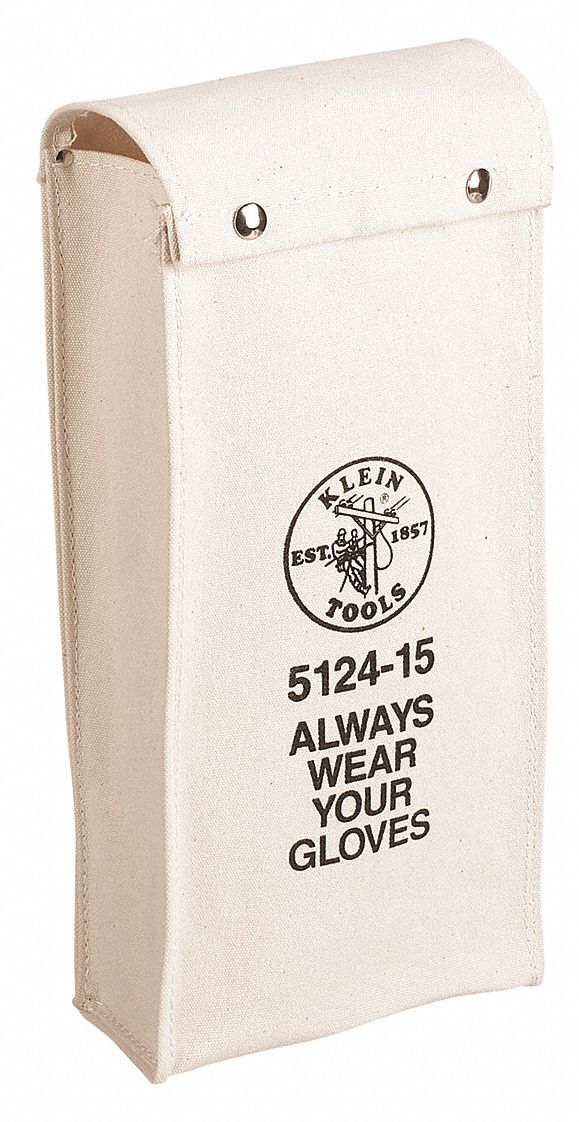 KLEIN
®
EST. 1857
TOOLS
5124-15
ALWAYS
WEAR
YOUR
GLOVES